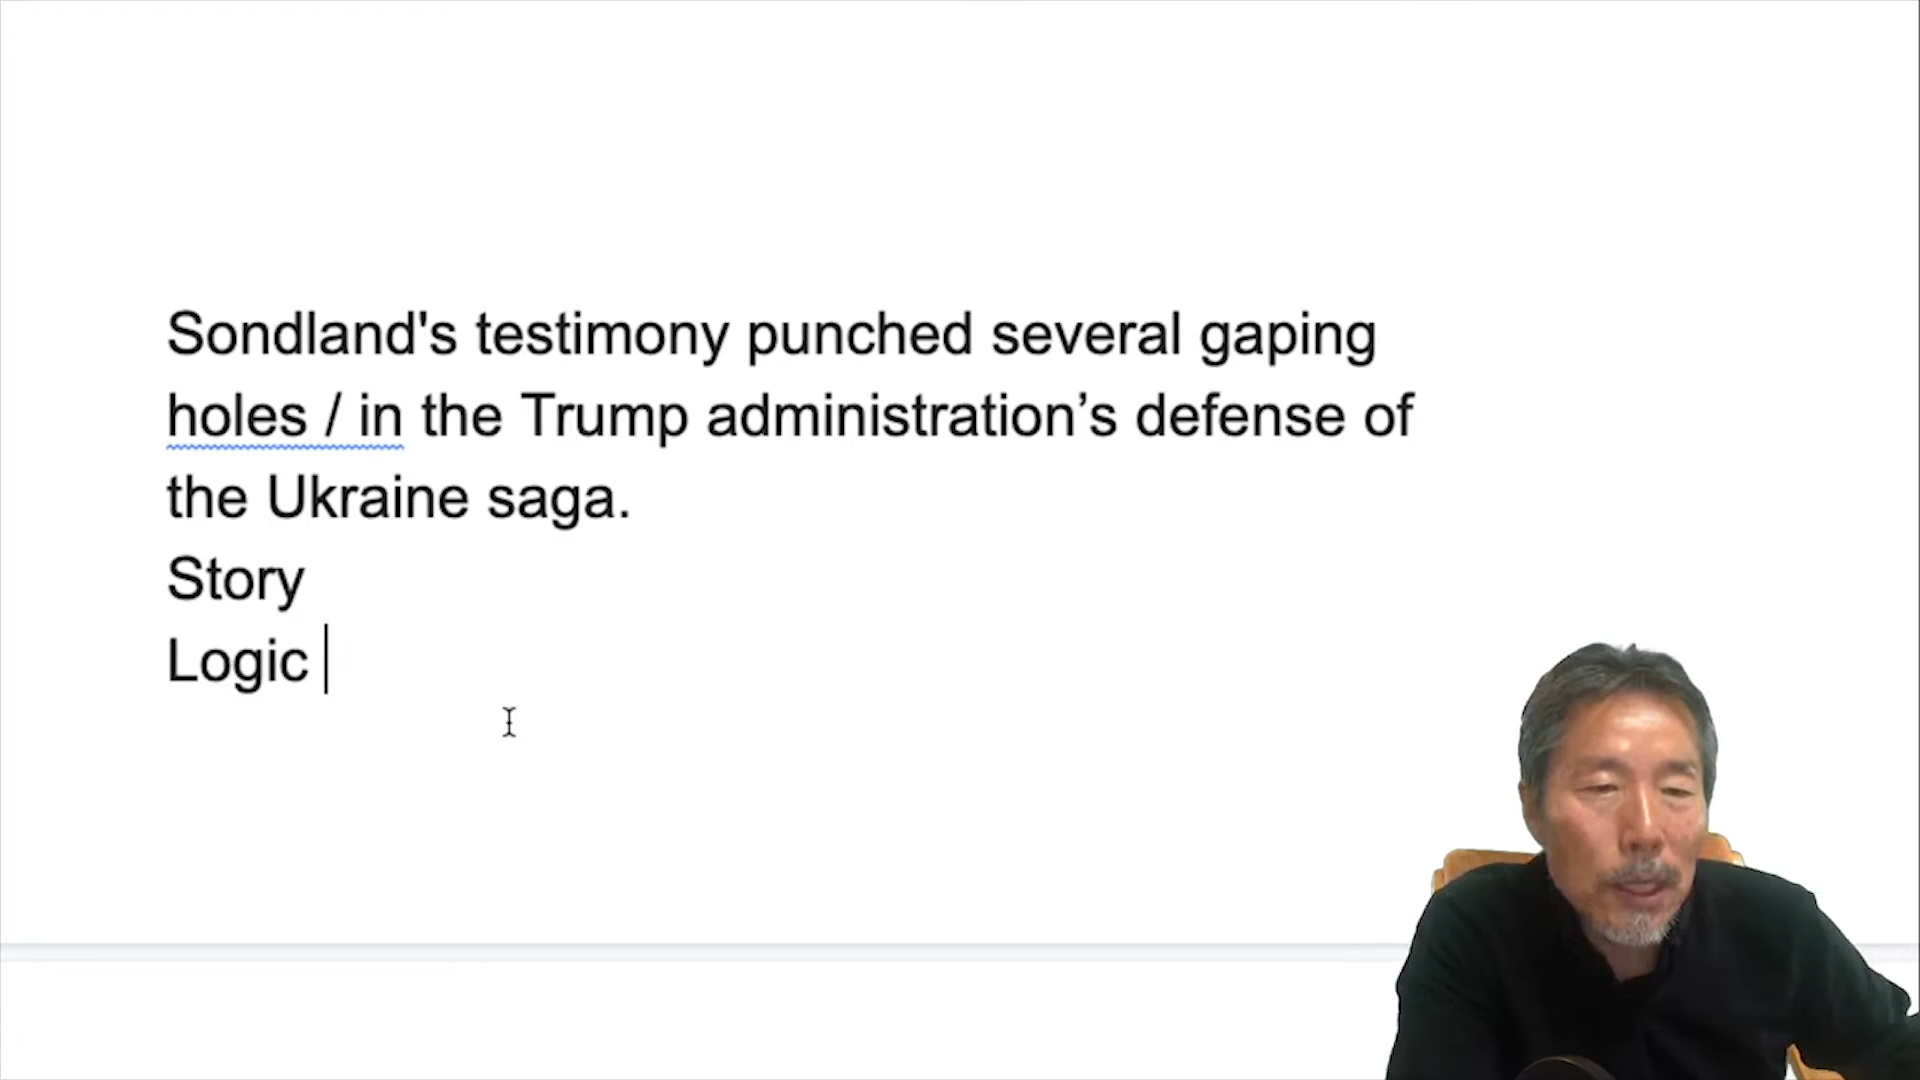 Sondland's testimony punched several gaping
holes / in the Trump administration’s defense of
the Ukraine saga.
Story
Logic